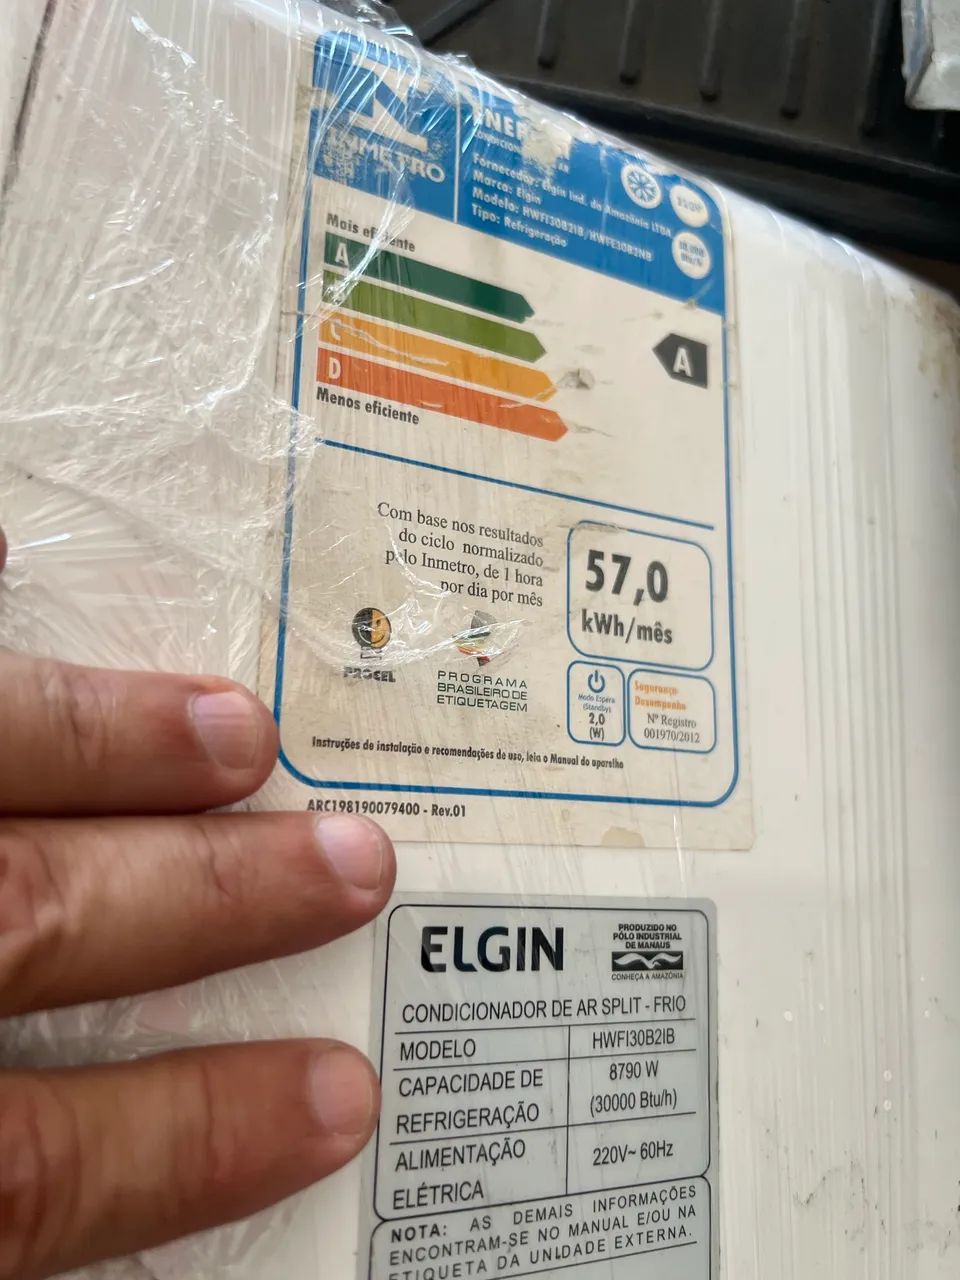 INMETRO
ENER
CONDICION AR
Fornecedor: Elgin Ind. da Amazônia LTDA
Marca: Elgin
Modelo: HWFI30B2IB/HWFE30B2NB
Tipo: Refrigeração
220V
Btu/h
Mais eficiente
A
C
D
Menos eficiente
A
Com base nos resultados
do ciclo normalizado
pelo Inmetro, de 1 hora
por dia por mês
57,0
kWh/mês
PROCEL
PROGRAMA
BRASILEIRO DE
ETIQUETAGEM
Modo Espera
(Standby)
2,0
(W)
Segurança
Desempenho
Nº Registro
001970/2012
Instruções de instalação e recomendações de uso, leia o Manual do aparelho
ARC198190079400 - Rev.01
ELGIN
PRODUZIDO NO
PÓLO INDUSTRIAL
DE MANAUS
CONHEÇA A AMAZÔNIA
CONDICIONADOR DE AR SPLIT - FRIO
MODELO HWFI30B2IB
CAPACIDADE DE REFRIGERAÇÃO 8790 W (30000 Btu/h)
ALIMENTAÇÃO ELÉTRICA 220V~ 60Hz
NOTA: AS DEMAIS INFORMAÇÕES
ENCONTRAM-SE NO MANUAL E/OU NA
ETIQUETA DA UNIDADE EXTERNA.